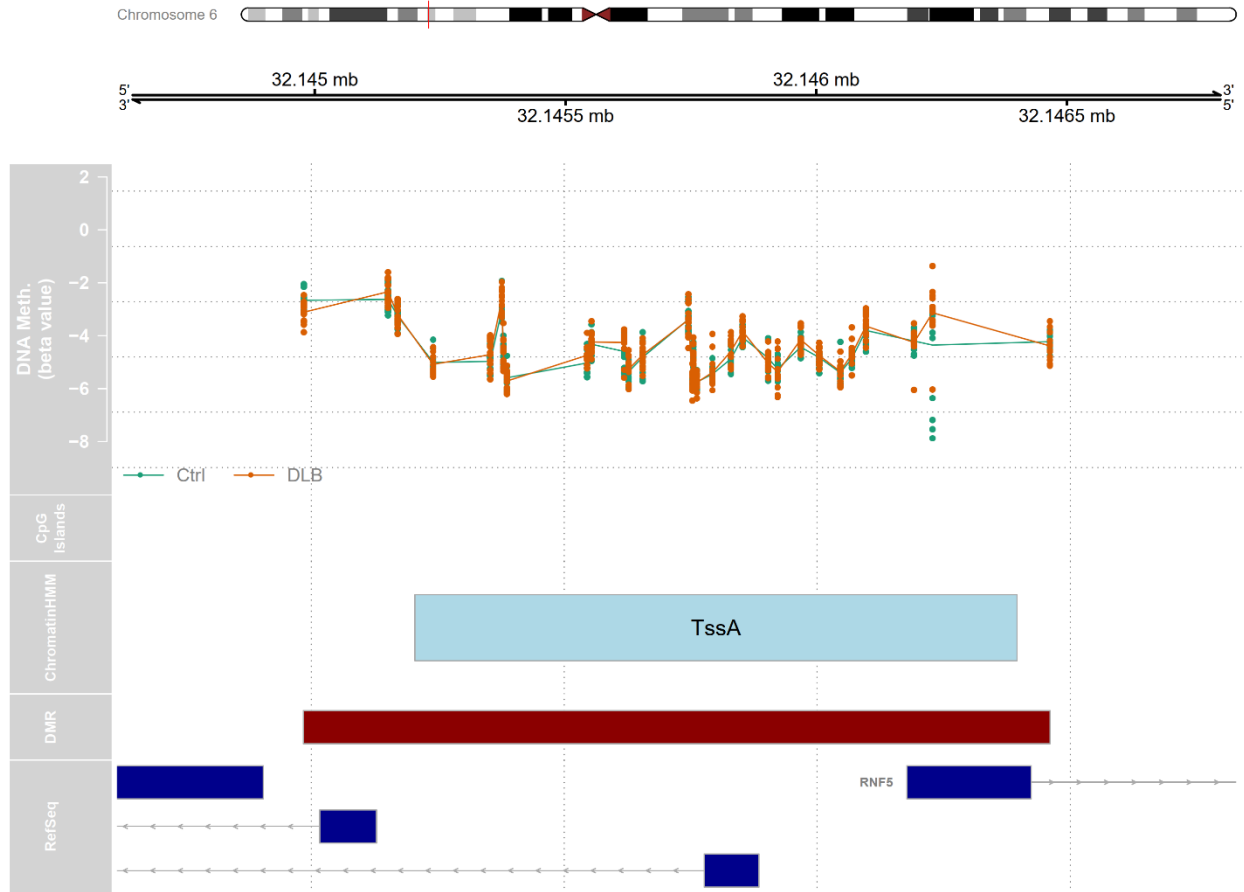 Chromosome 6
32.145 mb
32.146 mb
5'
3'
3'
5'
32.1455 mb
32.1465 mb
DNA Meth.
(beta value)
2
0
−2
−4
−6
−8
Ctrl
DLB
CpG
Islands
ChromatinHMM
TssA
DMR
RefSeq
RNF5